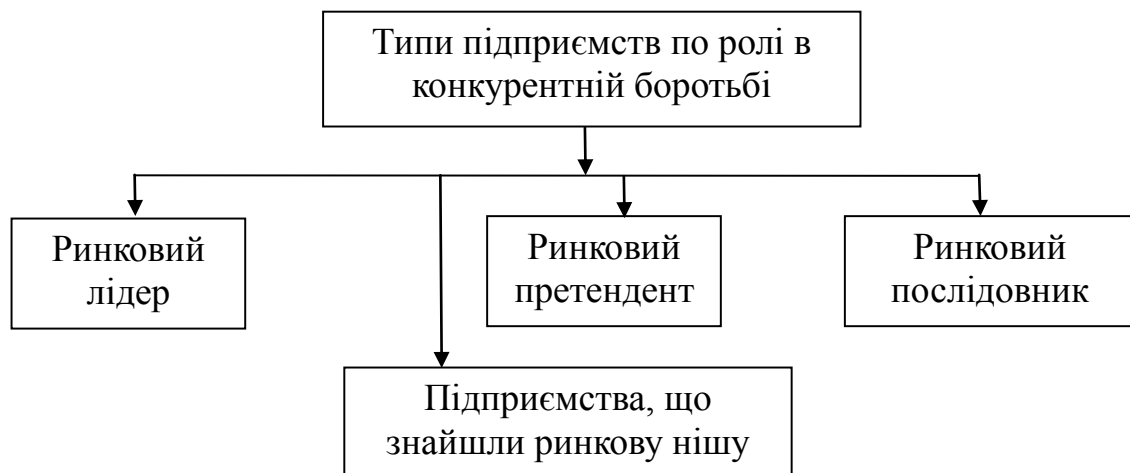 Типи підприємств по ролі в
конкурентній боротьбі
Ринковий
лідер
Ринковий
претендент
Ринковий
послідовник
Підприємства, що
знайшли ринкову нішу